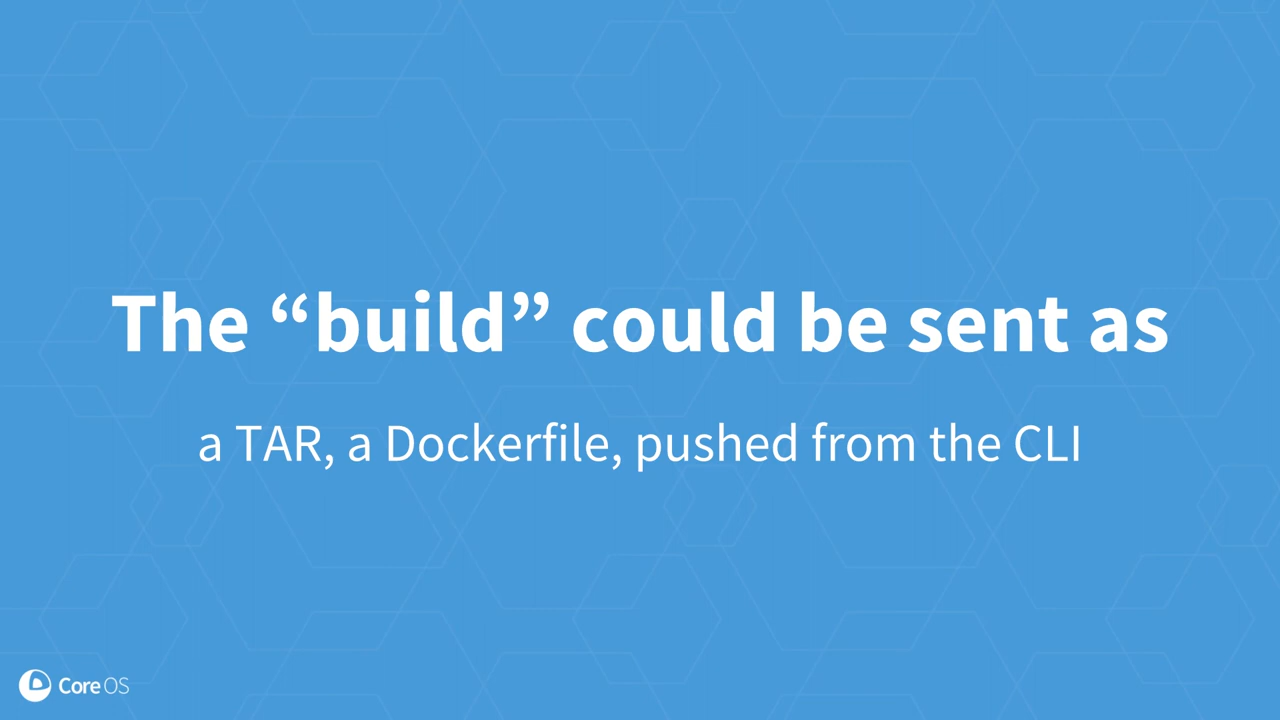 The “build” could be sent as
a TAR, a Dockerfile, pushed from the CLI
CoreOS